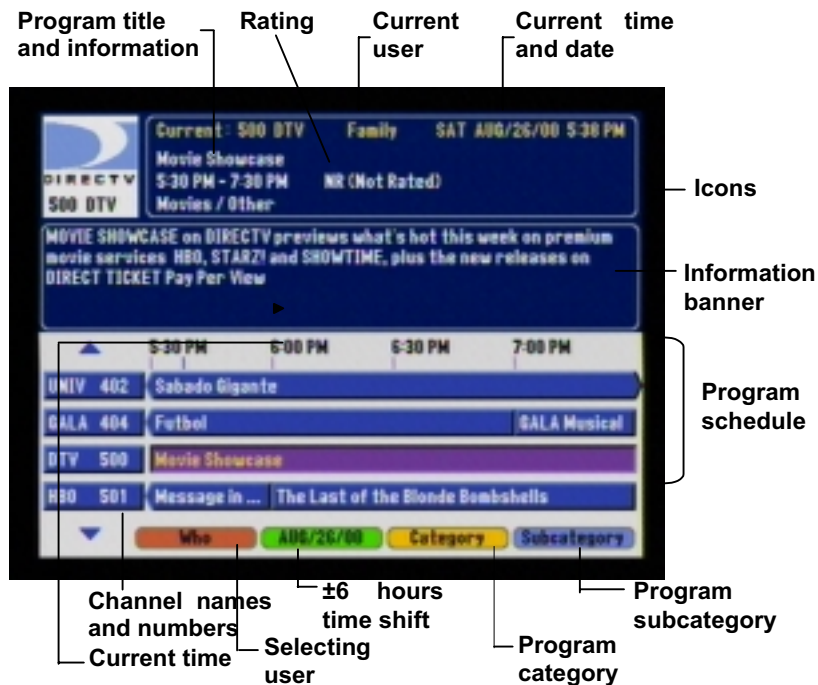 Program title
and information
Rating
Current
user
Current time
and date
Current: 500 DTV Family SAT AUG/26/00 5:38 PM
Movie Showcase
DIRECTV
5:30 PM - 7:30 PM NR (Not Rated)
500 DTV
Movies / Other
Icons
MOVIE SHOWCASE on DIRECTV previews what's hot this week on premium
movie services HBO, STARZ! and SHOWTIME, plus the new releases on
DIRECT TICKET Pay Per View
Information
banner
5:30 PM 6:00 PM 6:30 PM 7:00 PM
UNIV 402 Sabado Gigante
GALA 404 Futbol GALA Musical
DTV 500 Movie Showcase
HBO 501 Message in ... The Last of the Blonde Bombshells
Program
schedule
Who AUG/26/00 Category Subcategory
Channel names
and numbers
Current time
Selecting
user
±6 hours
time shift
Program
category
Program
subcategory